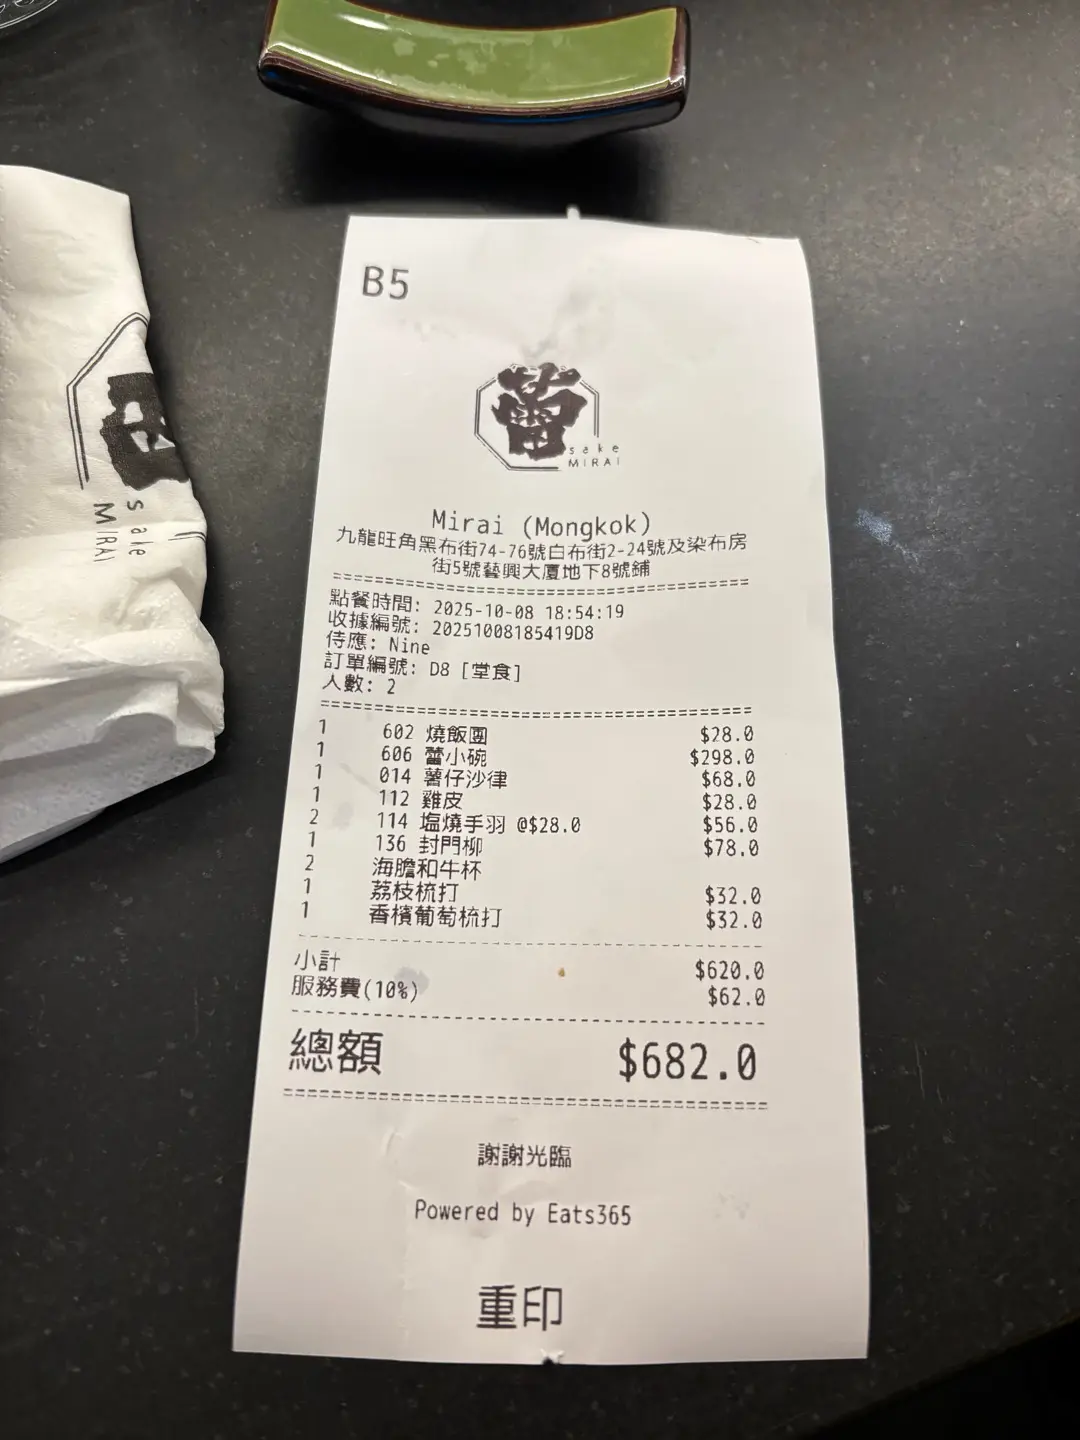 B5
蕾
sake
MIRAI
Mirai (Mongkok)
九龍旺角黑布街74-76號白布街2-24號及染布房
街5號藝興大廈地下8號鋪
點餐時間: 2025-10-08 18:54:19
收據編號: 20251008185419D8
侍應: Nine
訂單編號: D8 [堂食]
人數: 2
1 602 燒飯團 $28.0
1 606 蕾小碗 $298.0
1 014 薯仔沙律 $68.0
1 112 雞皮 $28.0
2 114 塩燒手羽 @$28.0 $56.0
1 136 封門柳 $78.0
2 海膽和牛杯
1 荔枝梳打 $32.0
1 香檳葡萄梳打 $32.0
小計 $620.0
服務費(10%) $62.0
總額 $682.0
謝謝光臨
Powered by Eats365
重印
sake
MIRAI